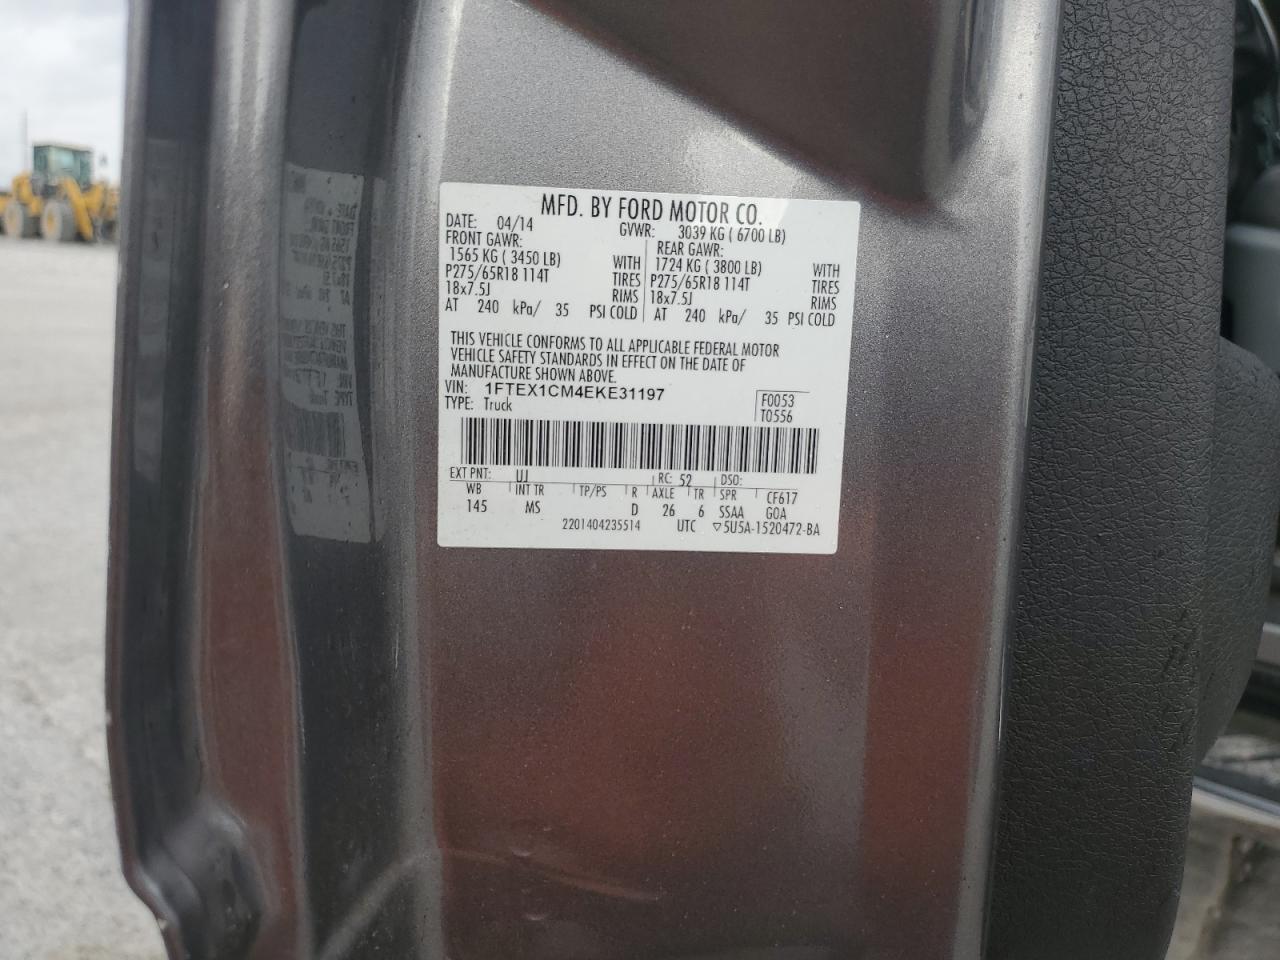 MFD. BY FORD MOTOR CO.
DATE: 04/14 GVWR: 3039 KG ( 6700 LB)
FRONT GAWR: REAR GAWR:
1565 KG ( 3450 LB) WITH 1724 KG ( 3800 LB) WITH
P275/65R18 114T TIRES P275/65R18 114T TIRES
18x7.5J RIMS 18x7.5J RIMS
AT 240 kPa/ 35 PSI COLD AT 240 kPa/ 35 PSI COLD
THIS VEHICLE CONFORMS TO ALL APPLICABLE FEDERAL MOTOR
VEHICLE SAFETY STANDARDS IN EFFECT ON THE DATE OF
MANUFACTURE SHOWN ABOVE.
VIN: 1FTEX1CM4EKE31197 F0053
TYPE: Truck T0556
EXT PNT: UJ RC: 52 DSO:
WB INT TR TP/PS R AXLE TR SPR CF617
145 MS D 26 6 SSAA GOA
2201404235514 UTC ▽5U5A-1520472-BA